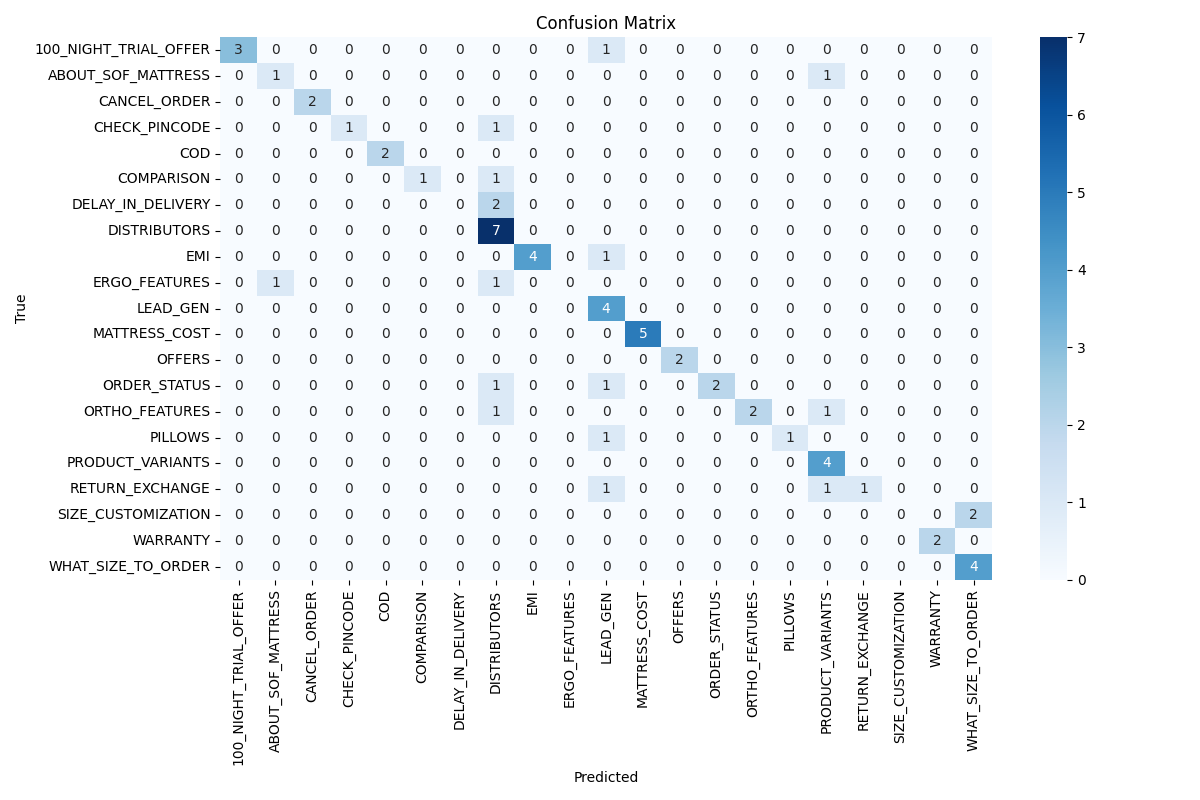 Confusion Matrix
100_NIGHT_TRIAL_OFFER 3 0 0 0 0 0 0 0 0 0 1 0 0 0 0 0 0 0 0 0 0
ABOUT_SOF_MATTRESS 0 1 0 0 0 0 0 0 0 0 0 0 0 0 0 0 1 0 0 0 0
CANCEL_ORDER 0 0 2 0 0 0 0 0 0 0 0 0 0 0 0 0 0 0 0 0 0
CHECK_PINCODE 0 0 0 1 0 0 0 1 0 0 0 0 0 0 0 0 0 0 0 0 0
COD 0 0 0 0 2 0 0 0 0 0 0 0 0 0 0 0 0 0 0 0 0
COMPARISON 0 0 0 0 0 1 0 1 0 0 0 0 0 0 0 0 0 0 0 0 0
DELAY_IN_DELIVERY 0 0 0 0 0 0 0 2 0 0 0 0 0 0 0 0 0 0 0 0 0
DISTRIBUTORS 0 0 0 0 0 0 0 7 0 0 0 0 0 0 0 0 0 0 0 0 0
EMI 0 0 0 0 0 0 0 0 4 0 1 0 0 0 0 0 0 0 0 0 0
ERGO_FEATURES 0 1 0 0 0 0 0 1 0 0 0 0 0 0 0 0 0 0 0 0 0
LEAD_GEN 0 0 0 0 0 0 0 0 0 0 4 0 0 0 0 0 0 0 0 0 0
MATTRESS_COST 0 0 0 0 0 0 0 0 0 0 0 5 0 0 0 0 0 0 0 0 0
OFFERS 0 0 0 0 0 0 0 0 0 0 0 0 2 0 0 0 0 0 0 0 0
ORDER_STATUS 0 0 0 0 0 0 0 1 0 0 1 0 0 2 0 0 0 0 0 0 0
ORTHO_FEATURES 0 0 0 0 0 0 0 1 0 0 0 0 0 0 2 0 1 0 0 0 0
PILLOWS 0 0 0 0 0 0 0 0 0 0 1 0 0 0 0 1 0 0 0 0 0
PRODUCT_VARIANTS 0 0 0 0 0 0 0 0 0 0 0 0 0 0 0 0 4 0 0 0 0
RETURN_EXCHANGE 0 0 0 0 0 0 0 0 0 0 1 0 0 0 0 0 1 1 0 0 0
SIZE_CUSTOMIZATION 0 0 0 0 0 0 0 0 0 0 0 0 0 0 0 0 0 0 0 0 2
WARRANTY 0 0 0 0 0 0 0 0 0 0 0 0 0 0 0 0 0 0 0 2 0
WHAT_SIZE_TO_ORDER 0 0 0 0 0 0 0 0 0 0 0 0 0 0 0 0 0 0 0 0 4
True
100_NIGHT_TRIAL_OFFER
ABOUT_SOF_MATTRESS
CANCEL_ORDER
CHECK_PINCODE
COD
COMPARISON
DELAY_IN_DELIVERY
DISTRIBUTORS
EMI
ERGO_FEATURES
LEAD_GEN
MATTRESS_COST
OFFERS
ORDER_STATUS
ORTHO_FEATURES
PILLOWS
PRODUCT_VARIANTS
RETURN_EXCHANGE
SIZE_CUSTOMIZATION
WARRANTY
WHAT_SIZE_TO_ORDER
Predicted
7
6
5
4
3
2
1
0